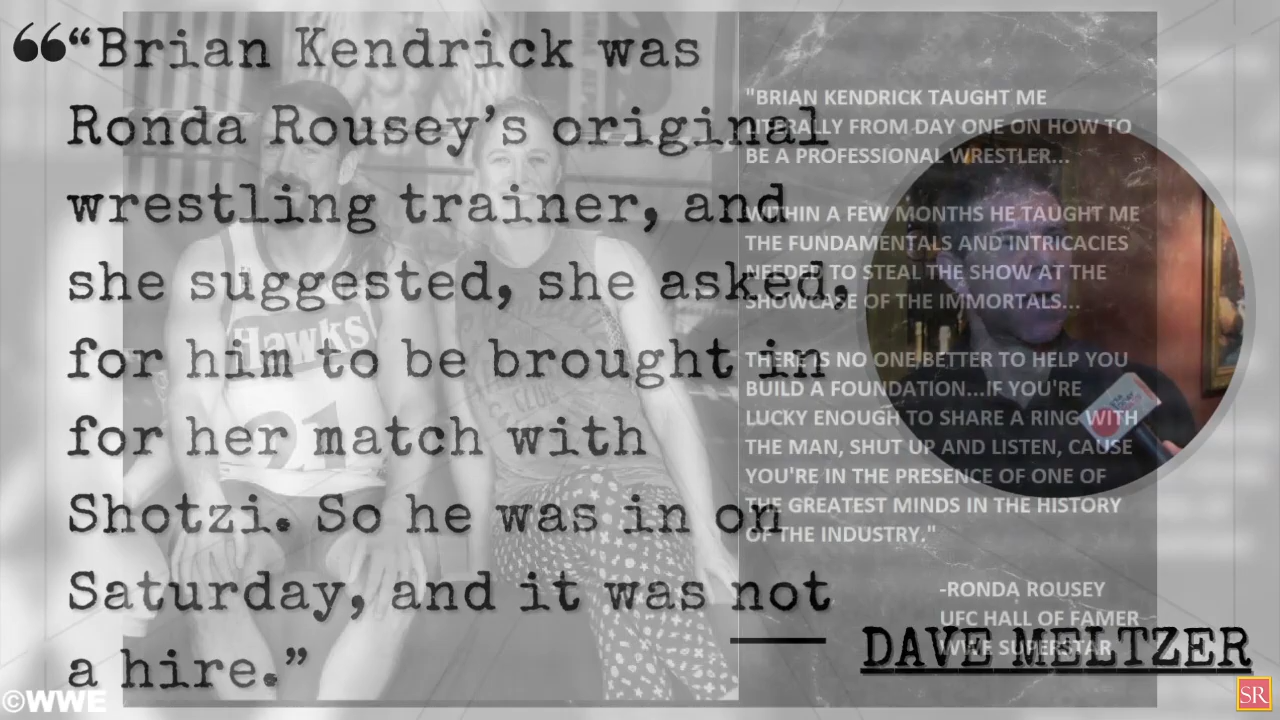 “Brian Kendrick was
Ronda Rousey’s original
wrestling trainer, and
she suggested, she asked,
for him to be brought in
for her match with
Shotzi. So he was in on
Saturday, and it was not
a hire.”
DAVE MELTZER
"BRIAN KENDRICK TAUGHT ME
LITERALLY FROM DAY ONE ON HOW TO
BE A PROFESSIONAL WRESTLER...
WITHIN A FEW MONTHS HE TAUGHT ME
THE FUNDAMENTALS AND INTRICACIES
NEEDED TO STEAL THE SHOW AT THE
SHOWCASE OF THE IMMORTALS...
THERE IS NO ONE BETTER TO HELP YOU
BUILD A FOUNDATION...IF YOU'RE
LUCKY ENOUGH TO SHARE A RING WITH
THE MAN, SHUT UP AND LISTEN, CAUSE
YOU'RE IN THE PRESENCE OF ONE OF
THE GREATEST MINDS IN THE HISTORY
OF THE INDUSTRY."
-RONDA ROUSEY
UFC HALL OF FAMER
WWE SUPERSTAR
Hawks
21
©WWE
SR